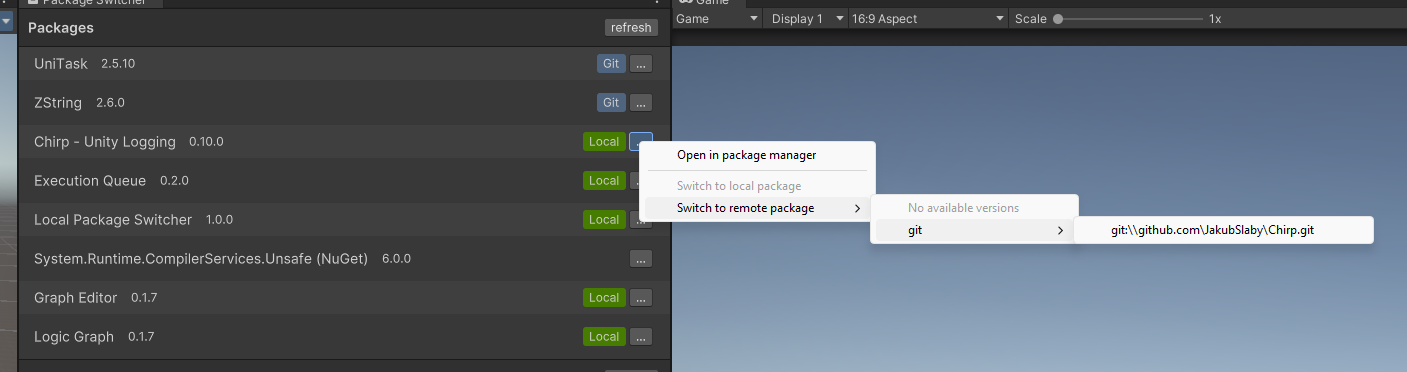 Package Switcher
Game
Game Display 1 16:9 Aspect Scale 1x
Packages refresh
UniTask 2.5.10 Git ...
ZString 2.6.0 Git ...
Chirp - Unity Logging 0.10.0 Local ...
Open in package manager
Execution Queue 0.2.0 Local ...
Switch to local package
Switch to remote package
No available versions
Local Package Switcher 1.0.0 Local ...
git
git:\\github.com\JakubSlaby\Chirp.git
System.Runtime.CompilerServices.Unsafe (NuGet) 6.0.0 ...
Graph Editor 0.1.7 Local ...
Logic Graph 0.1.7 Local ...